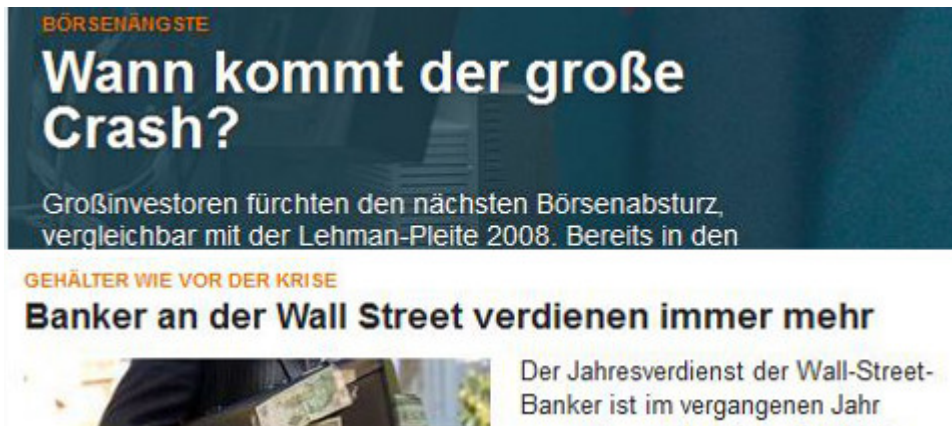 BÖRSENÄNGSTE
Wann kommt der große
Crash?
Großinvestoren fürchten den nächsten Börsenabsturz,
vergleichbar mit der Lehman-Pleite 2008. Bereits in den
GEHÄLTER WIE VOR DER KRISE
Banker an der Wall Street verdienen immer mehr
Der Jahresverdienst der Wall-Street-
Banker ist im vergangenen Jahr